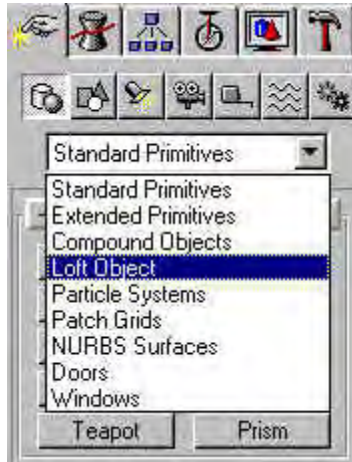 Standard Primitives
Standard Primitives
Extended Primitives
Compound Objects
Loft Object
Particle Systems
Patch Grids
NURBS Surfaces
Doors
Windows
Teapot Prism